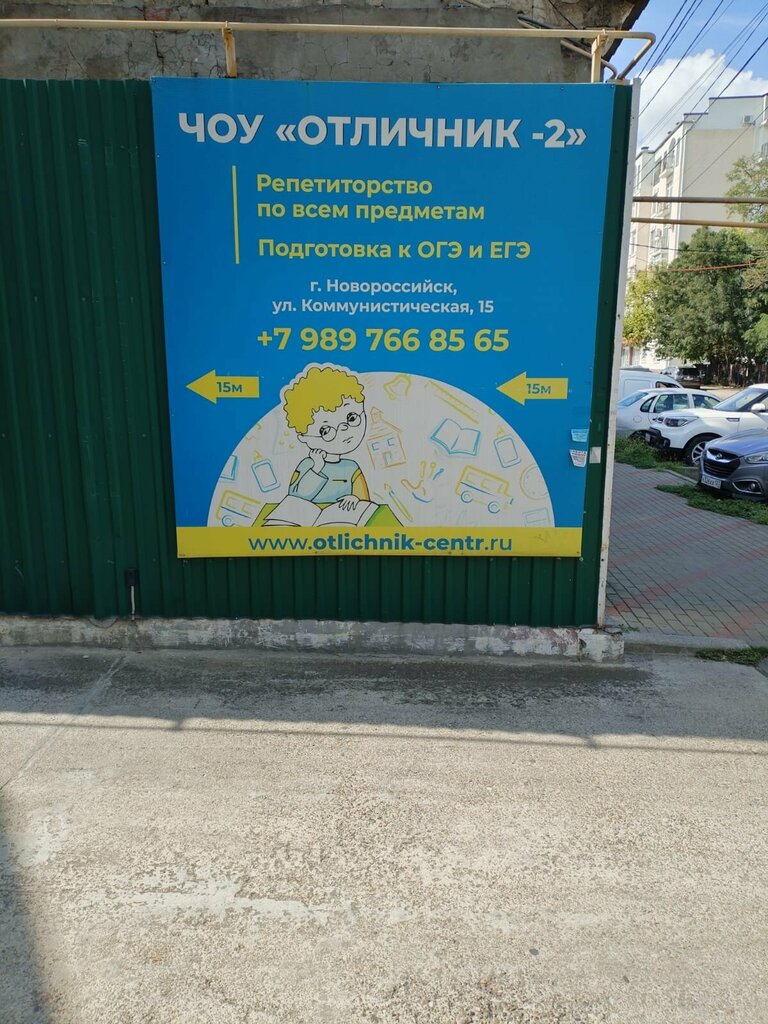 ЧОУ «ОТЛИЧНИК -2»
Репетиторство
по всем предметам
Подготовка к ОГЭ и ЕГЭ
г. Новороссийск,
ул. Коммунистическая, 15
+7 989 766 85 65
15м
15м
www.otlichnik-centr.ru